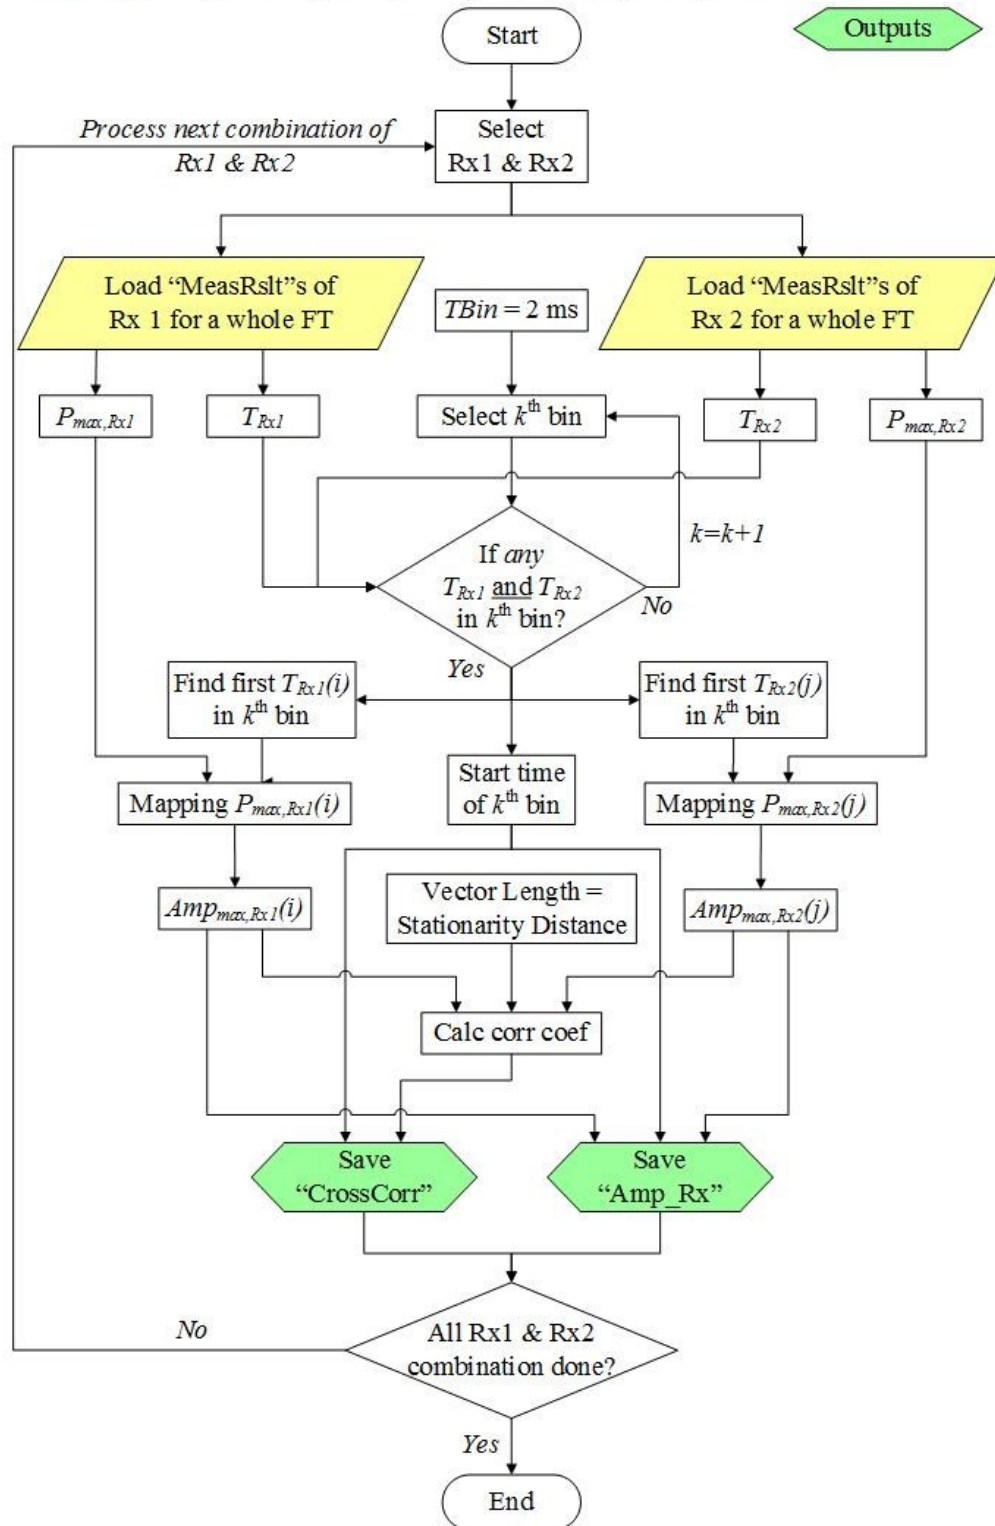 Start
Outputs
Process next combination of
Rx1 & Rx2
Select
Rx1 & Rx2
Load “MeasRslt”s of
Rx 1 for a whole FT
TBin = 2 ms
Load “MeasRslt”s of
Rx 2 for a whole FT
Pmax,Rx1
TRx1
Select kth bin
TRx2
Pmax,Rx2
k=k+1
If any
TRx1 and TRx2
in kth bin?
No
Yes
Find first TRx1(i)
in kth bin
Find first TRx2(j)
in kth bin
Start time
of kth bin
Mapping Pmax,Rx1(i)
Mapping Pmax,Rx2(j)
Vector Length =
Stationarity Distance
Ampmax,Rx1(i)
Ampmax,Rx2(j)
Calc corr coef
Save
“CrossCorr”
Save
“Amp_Rx”
No
All Rx1 & Rx2
combination done?
Yes
End